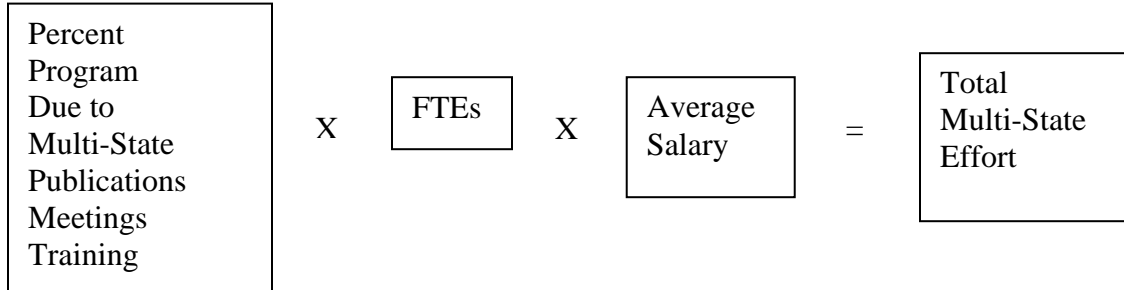 Percent
Program
Due to
Multi-State
Publications
Meetings
Training
X
FTEs
X
Average
Salary
=
Total
Multi-State
Effort